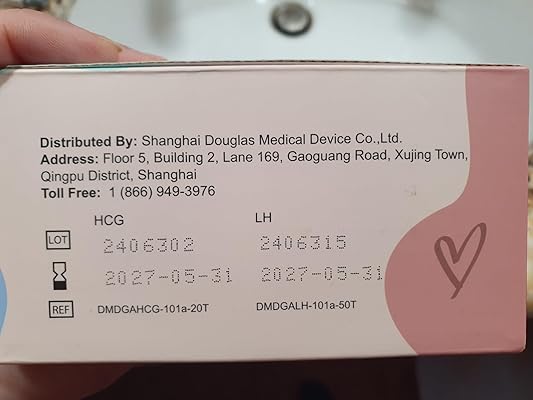 Distributed By: Shanghai Douglas Medical Device Co.,Ltd.
Address: Floor 5, Building 2, Lane 169, Gaoguang Road, Xujing Town,
Qingpu District, Shanghai
Toll Free: 1 (866) 949-3976
HCG LH
LOT 2406302 2406315
2027-05-31 2027-05-31
REF DMDGAHCG-101a-20T DMDGALH-101a-50T